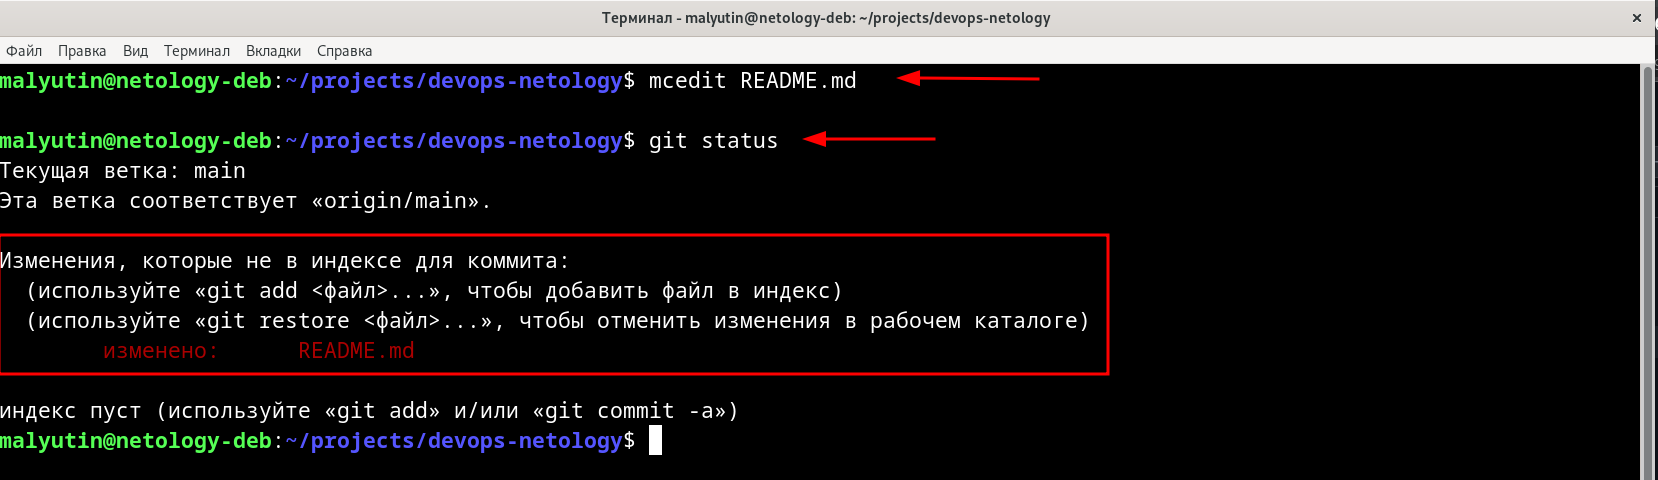 Терминал - malyutin@netology-deb: ~/projects/devops-netology
Файл Правка Вид Терминал Вкладки Справка
malyutin@netology-deb:~/projects/devops-netology$ mcedit README.md
malyutin@netology-deb:~/projects/devops-netology$ git status
Текущая ветка: main
Эта ветка соответствует «origin/main».
Изменения, которые не в индексе для коммита:
(используйте «git add <файл>...», чтобы добавить файл в индекс)
(используйте «git restore <файл>...», чтобы отменить изменения в рабочем каталоге)
изменено: README.md
индекс пуст (используйте «git add» и/или «git commit -a»)
malyutin@netology-deb:~/projects/devops-netology$